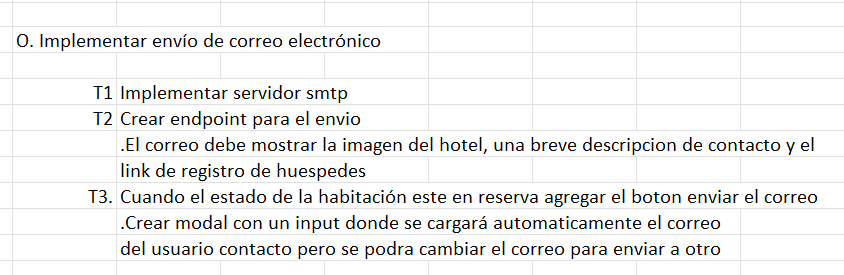 O. Implementar envío de correo electrónico
T1 Implementar servidor smtp
T2 Crear endpoint para el envio
.El correo debe mostrar la imagen del hotel, una breve descripcion de contacto y el
link de registro de huespedes
T3. Cuando el estado de la habitación este en reserva agregar el boton enviar el correo
.Crear modal con un input donde se cargará automaticamente el correo
del usuario contacto pero se podra cambiar el correo para enviar a otro